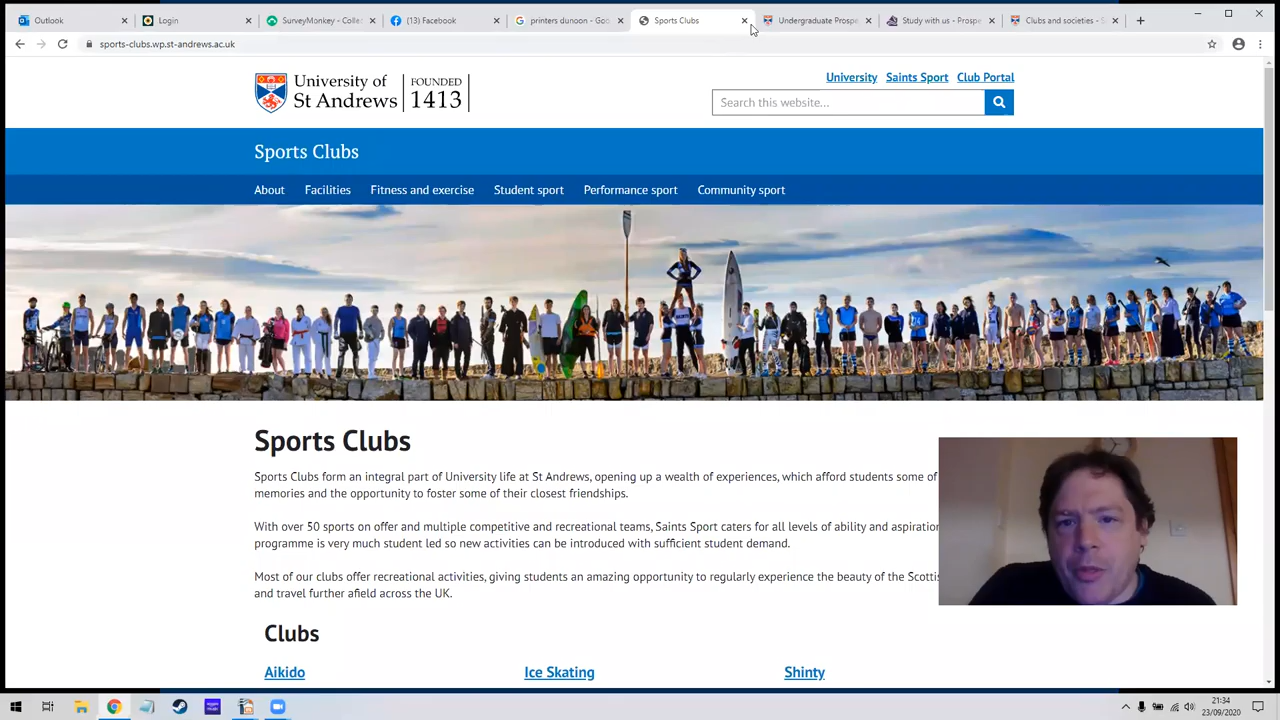 Outlook
Login
SurveyMonkey - Collec
(13) Facebook
printers dunoon - Goo
Sports Clubs
Undergraduate Prospe
Study with us - Prospe
Clubs and societies - S
sports-clubs.wp.st-andrews.ac.uk
University of
St Andrews
FOUNDED
1413
University Saints Sport Club Portal
Search this website...
Sports Clubs
About Facilities Fitness and exercise Student sport Performance sport Community sport
Sports Clubs
Sports Clubs form an integral part of University life at St Andrews, opening up a wealth of experiences, which afford students some of
memories and the opportunity to foster some of their closest friendships.
With over 50 sports on offer and multiple competitive and recreational teams, Saints Sport caters for all levels of ability and aspiration
programme is very much student led so new activities can be introduced with sufficient student demand.
Most of our clubs offer recreational activities, giving students an amazing opportunity to regularly experience the beauty of the Scottis
and travel further afield across the UK.
Clubs
Aikido Ice Skating Shinty
21:34
23/09/2020